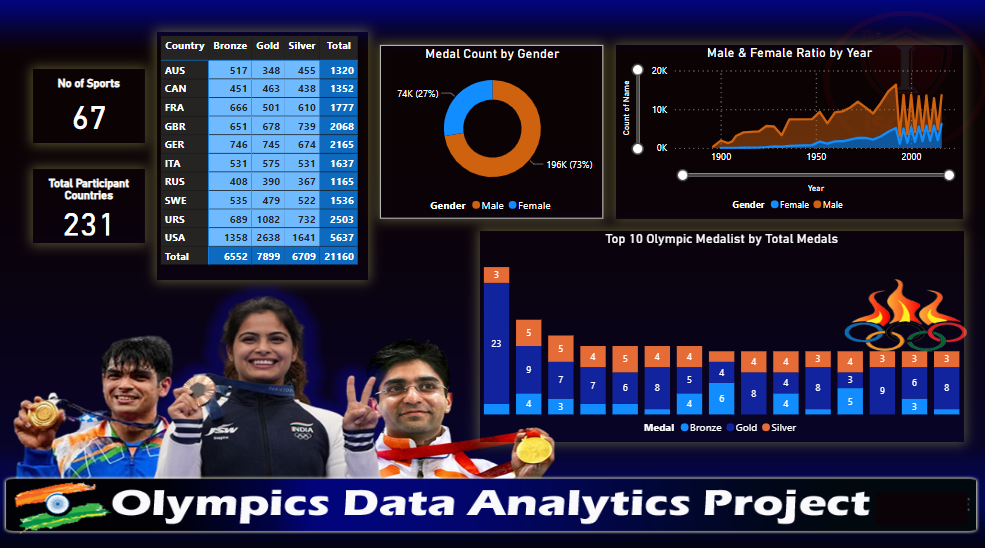 No of Sports
67
Total Participant
Countries
231
Country Bronze Gold Silver Total
AUS 517 348 455 1320
CAN 451 463 438 1352
FRA 666 501 610 1777
GBR 651 678 739 2068
GER 746 745 674 2165
ITA 531 575 531 1637
RUS 408 390 367 1165
SWE 535 479 522 1536
URS 689 1082 732 2503
USA 1358 2638 1641 5637
Total 6552 7899 6709 21160
Medal Count by Gender
74K (27%)
196K (73%)
Gender Male Female
Male & Female Ratio by Year
Count of Name
20K
10K
0K
1900 1950 2000
Year
Gender Female Male
Top 10 Olympic Medalist by Total Medals
3
5
5
4 5 4 4 4 4 3 4 3 3 3
23
9
7 7 6 8 5 4 8 4 8 3 9 6 8
4 3 4 6 4 5 3
Medal Bronze Gold Silver
JSW
inspire
INDIA
Olympics Data Analytics Project